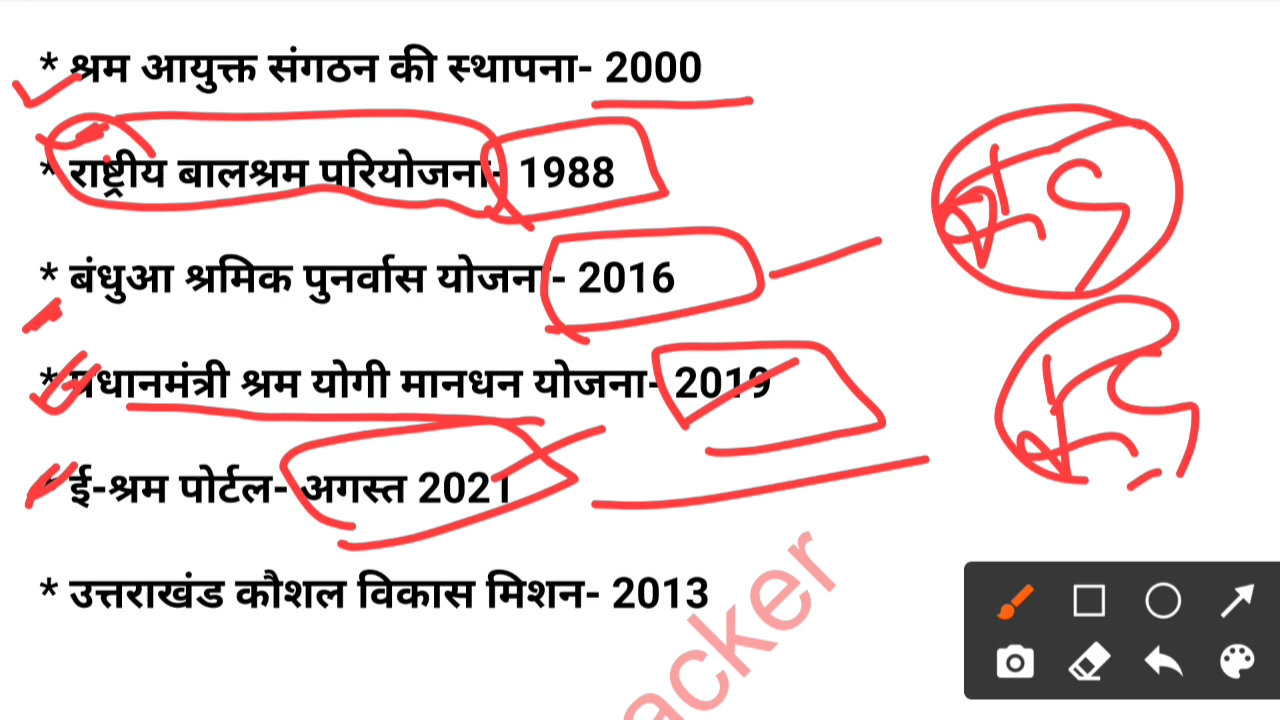 * श्रम आयुक्त संगठन की स्थापना- 2000
* राष्ट्रीय बालश्रम परियोजना- 1988
* बंधुआ श्रमिक पुनर्वास योजना- 2016
* प्रधानमंत्री श्रम योगी मानधन योजना- 2019
* ई-श्रम पोर्टल- अगस्त 2021
* उत्तराखंड कौशल विकास मिशन- 2013
acker